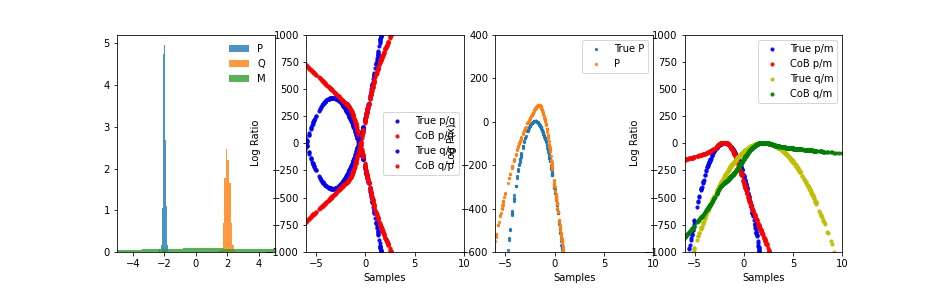 5
4
3
2
1
0
−4
−2
0
2
4
P
Q
M
Log Ratio
1000
750
500
250
0
−250
−500
−750
1000
−5
0
5
10
Samples
True p/q
CoB p/q
True q/p
CoB q/p
400
200
0
−200
−400
−600
−5
0
5
10
Samples
True P
P
Log Ratio
1000
750
500
250
0
−250
−500
−750
1000
−5
0
5
10
Samples
True p/m
CoB p/m
True q/m
CoB q/m